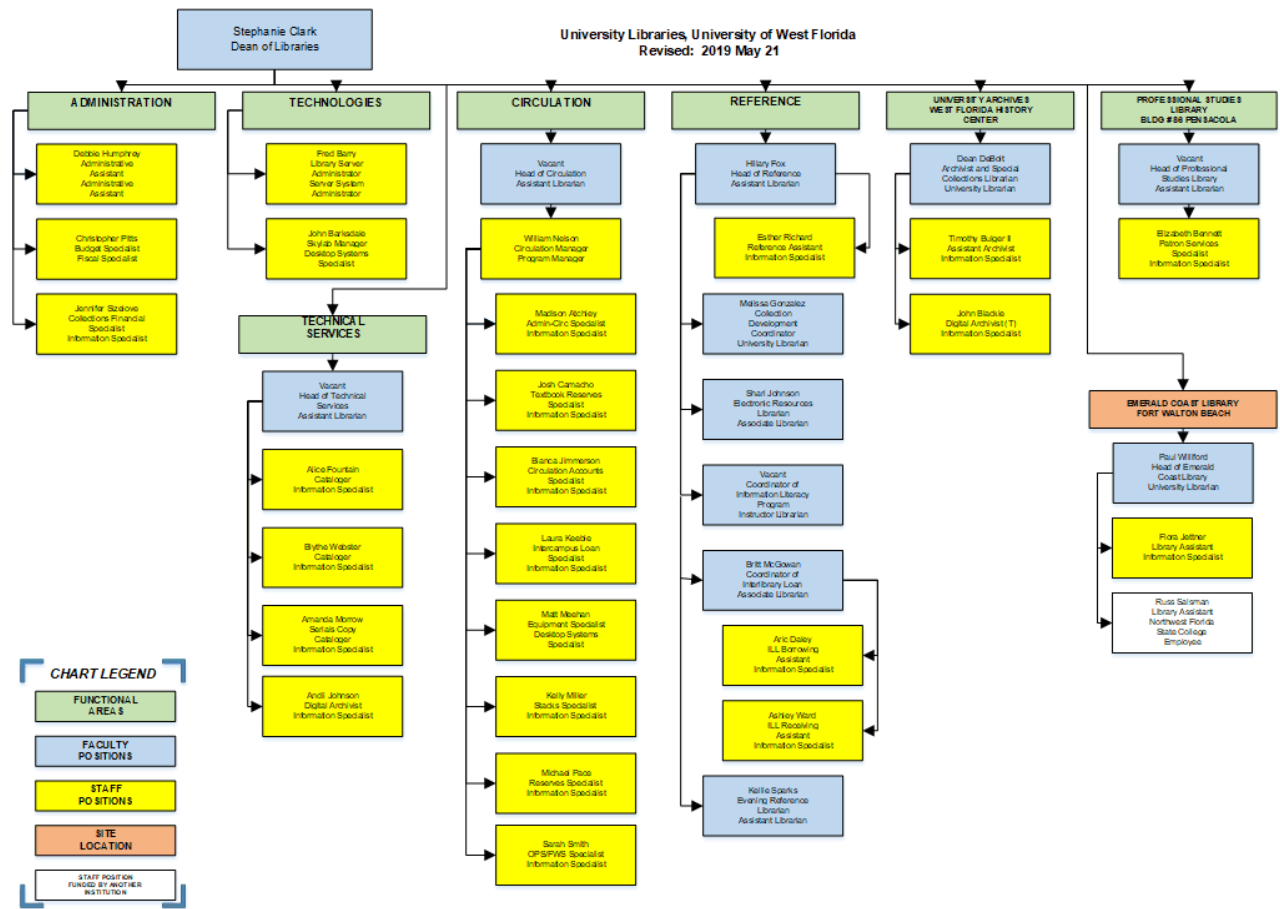 Stephanie Clark
Dean of Libraries
University Libraries, University of West Florida
Revised: 2019 May 21
ADMINISTRATION
Debbie Humphrey
Administrative
Assistant
Administrative
Assistant
Christopher Pitts
Budget Specialist
Fiscal Specialist
Jennifer Sizelove
Collections Financial
Specialist
Information Specialist
TECHNOLOGIES
Fred Barry
Library Server
Administrator
Server System
Administrator
John Barksdale
Skylab Manager
Desktop Systems
Specialist
TECHNICAL
SERVICES
Vacant
Head of Technical
Services
Assistant Librarian
Alice Fountain
Cataloger
Information Specialist
Blythe Webster
Cataloger
Information Specialist
Amanda Morrow
Serials Copy
Cataloger
Information Specialist
Andi Johnson
Digital Archivist
Information Specialist
CIRCULATION
Vacant
Head of Circulation
Assistant Librarian
William Nelson
Circulation Manager
Program Manager
Madison Atchley
Admin-Circ Specialist
Information Specialist
Josh Camacho
Textbook Reserves
Specialist
Information Specialist
Bianca Jimmerson
Circulation Accounts
Specialist
Information Specialist
Laura Keeble
Intercampus Loan
Specialist
Information Specialist
Matt Meehan
Equipment Specialist
Desktop Systems
Specialist
Kelly Miller
Stacks Specialist
Information Specialist
Michael Pace
Reserves Specialist
Information Specialist
Sarah Smith
OPS/FWS Specialist
Information Specialist
REFERENCE
Hillary Fox
Head of Reference
Assistant Librarian
Esther Richard
Reference Assistant
Information Specialist
Melissa Gonzalez
Collection
Development
Coordinator
University Librarian
Shari Johnson
Electronic Resources
Librarian
Associate Librarian
Vacant
Coordinator of
Information Literacy
Program
Instructor Librarian
Britt McGowan
Coordinator of
Interlibrary Loan
Associate Librarian
Aric Daley
ILL Borrowing
Assistant
Information Specialist
Ashley Ward
ILL Receiving
Assistant
Information Specialist
Kellie Sparks
Evening Reference
Librarian
Assistant Librarian
UNIVERSITY ARCHIVES
WEST FLORIDA HISTORY
CENTER
Dean DeBolt
Archivist and Special
Collections Librarian
University Librarian
Timothy Bulger II
Assistant Archivist
Information Specialist
John Blackie
Digital Archivist (T)
Information Specialist
PROFESSIONAL STUDIES
LIBRARY
BLDG #86 PENSACOLA
Vacant
Head of Professional
Studies Library
Assistant Librarian
Elizabeth Bennett
Patron Services
Specialist
Information Specialist
EMERALD COAST LIBRARY
FORT WALTON BEACH
Paul Williford
Head of Emerald
Coast Library
University Librarian
Flora Jettner
Library Assistant
Information Specialist
Russ Salsman
Library Assistant
Northwest Florida
State College
Employee
CHART LEGEND
FUNCTIONAL
AREAS
FACULTY
POSITIONS
STAFF
POSITIONS
SITE
LOCATION
STAFF POSITION
FUNDED BY ANOTHER
INSTITUTION